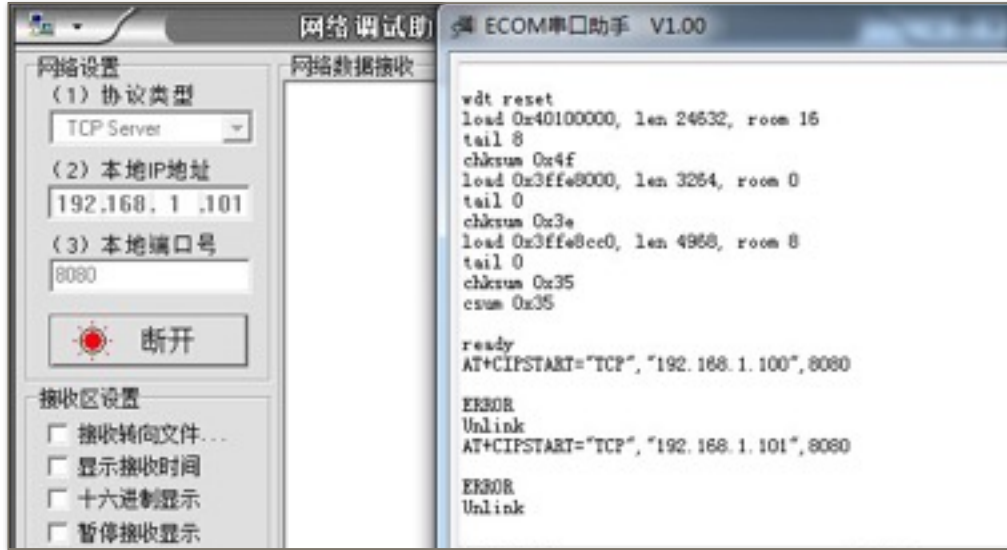 网络调试助
网络设置
(1) 协议类型
TCP Server
(2) 本地IP地址
192.168. 1 .101
(3) 本地端口号
8080
断开
接收区设置
接收转向文件...
显示接收时间
十六进制显示
暂停接收显示
网络数据接收
ECOM串口助手 V1.00
wdt reset
load 0x40100000, len 24632, room 16
tail 8
chksum 0x4f
load 0x3ffe8000, len 3264, room 0
tail 0
chksum 0x3e
load 0x3ffe8cc0, len 4968, room 8
tail 0
chksum 0x35
csum 0x35
ready
AT+CIPSTART="TCP","192.168.1.100",8080
ERROR
Unlink
AT+CIPSTART="TCP","192.168.1.101",8080
ERROR
Unlink